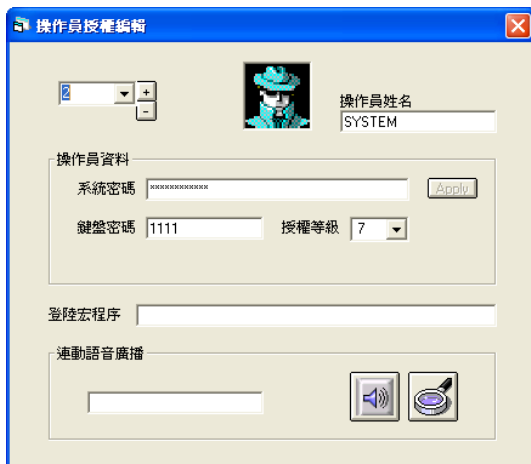 操作員授權編輯
2
+
-
操作員姓名
SYSTEM
操作員資料
系統密碼 ************
Apply
鍵盤密碼 1111 授權等級 7
登陸宏程序
連動語音廣播